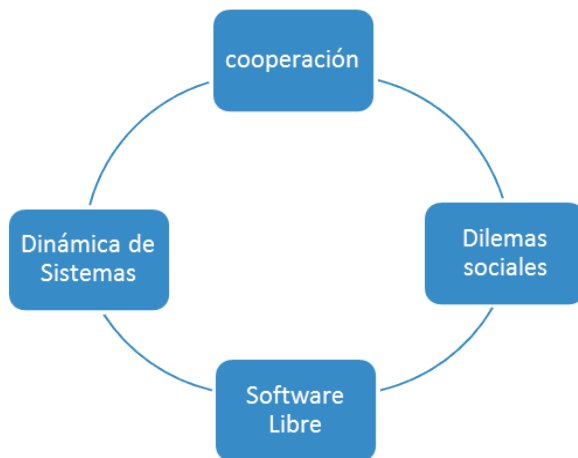 cooperación
Dinámica de
Sistemas
Dilemas
sociales
Software
Libre